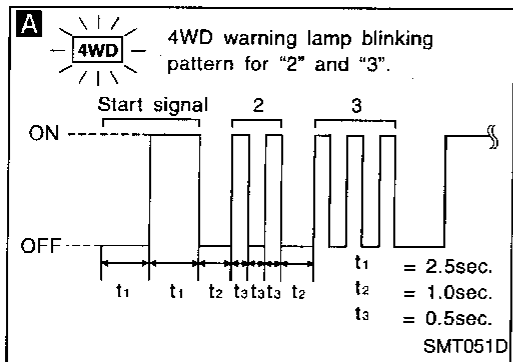 A
4WD
4WD warning lamp blinking
pattern for "2" and "3".
Start signal 2 3
ON
OFF
t1 t1 t2 t3 t3 t3 t2
t1 = 2.5sec.
t2 = 1.0sec.
t3 = 0.5sec.
SMT051D